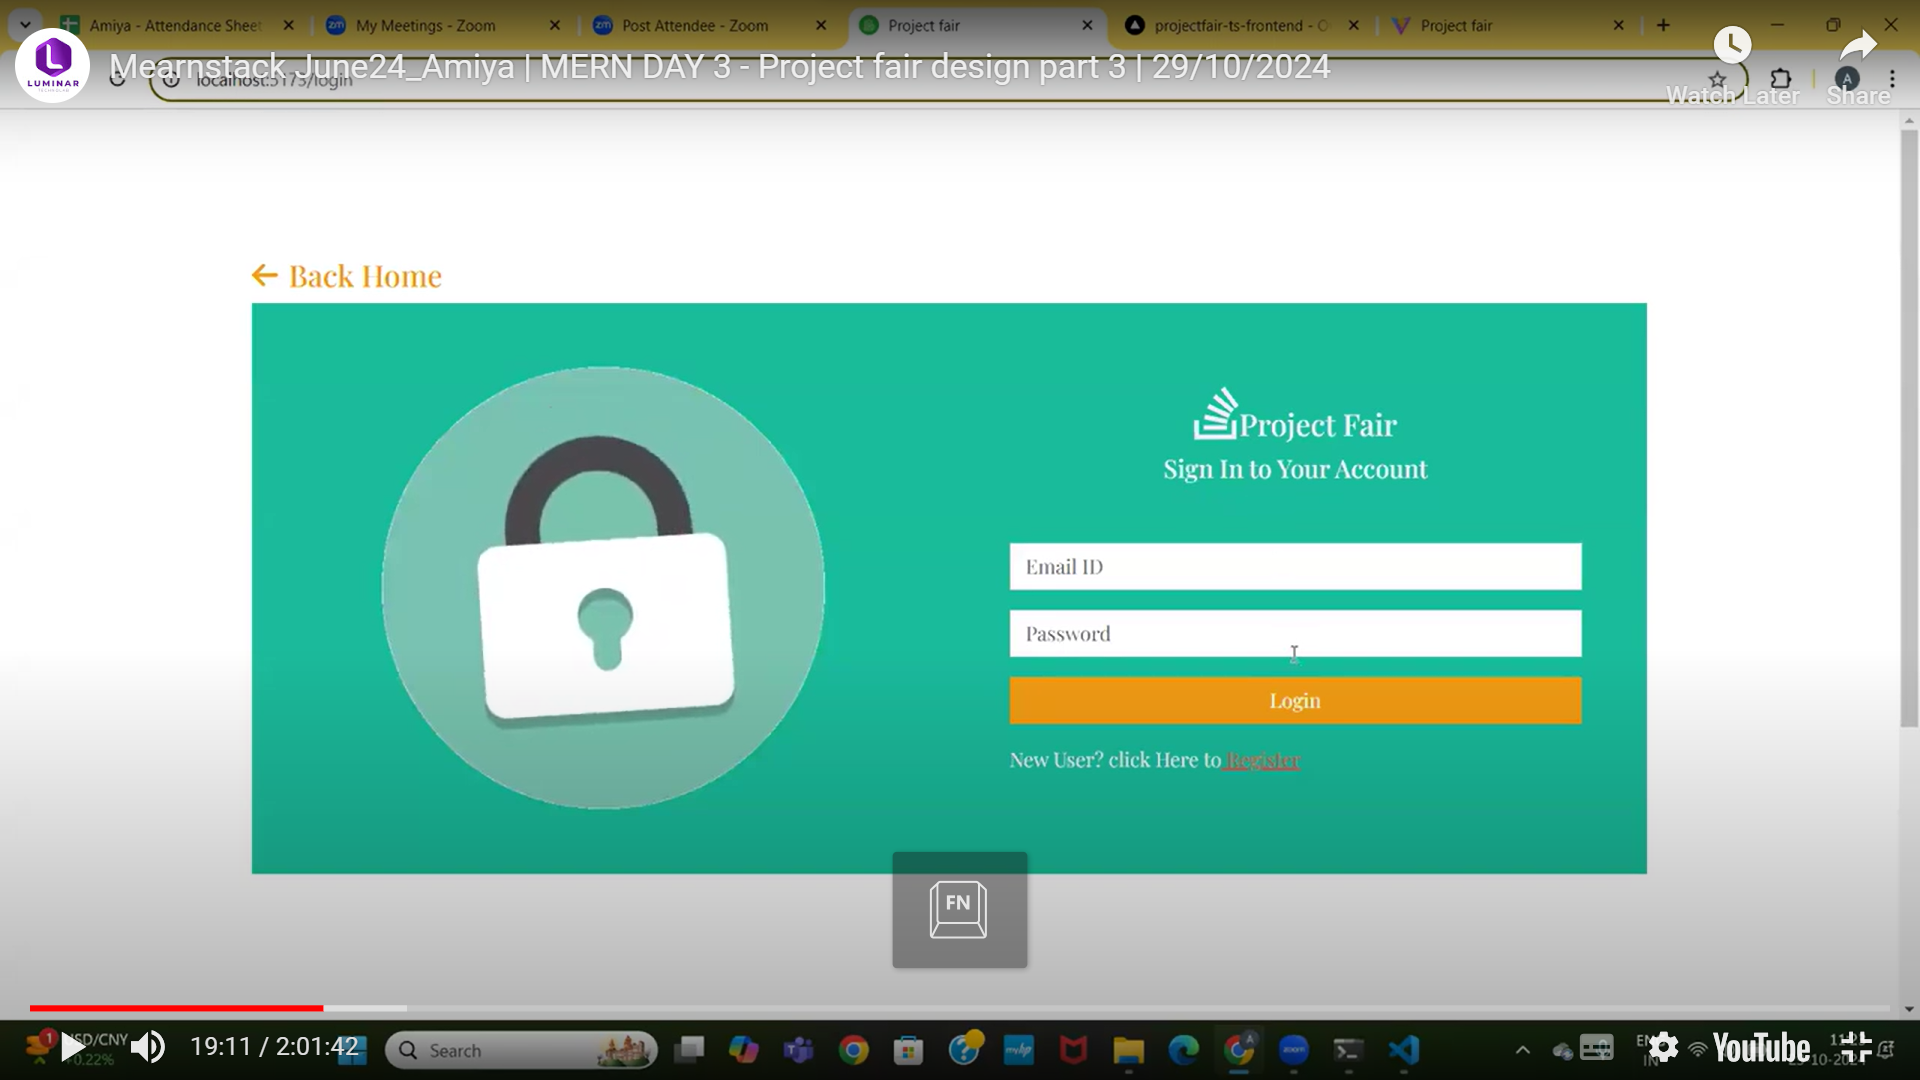 Amiya - Attendance Sheet
My Meetings - Zoom
Post Attendee - Zoom
Project fair
projectfair-ts-frontend - O
Project fair
LUMINAR
Mearnstack June24_Amiya | MERN DAY 3 - Project fair design part 3 | 29/10/2024
localhost:5173/login
A
Watch Later
Share
Back Home
Project Fair
Sign In to Your Account
Email ID
Password
Login
New User? click Here to Register
FN
1
USD/CNY
+0.22%
19:11 / 2:01:42
Search
myhp
zoom
YouTube